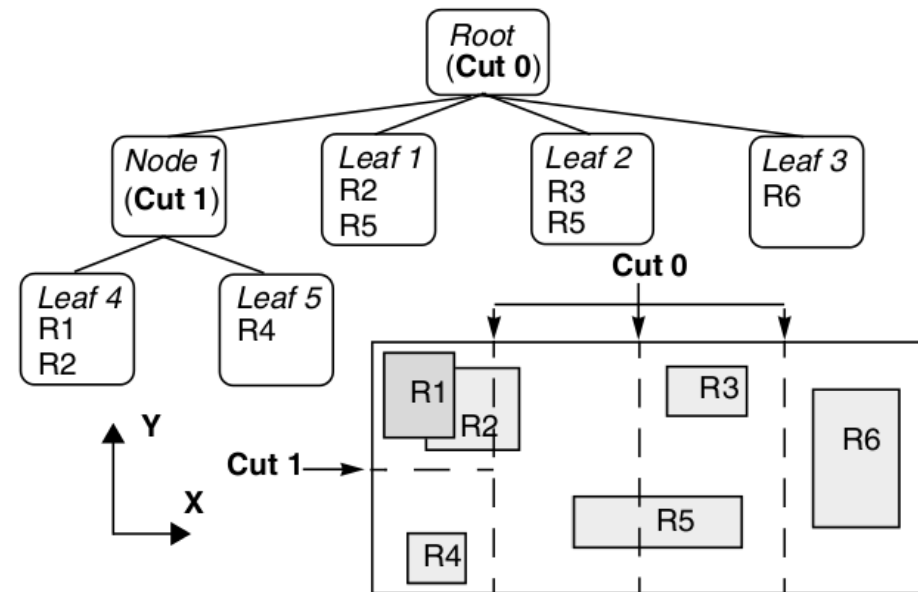 Root
(Cut 0)
Node 1
(Cut 1)
Leaf 1
R2
R5
Leaf 2
R3
R5
Leaf 3
R6
Leaf 4
R1
R2
Leaf 5
R4
Cut 0
Y
X
Cut 1
R1
R2
R3
R6
R5
R4